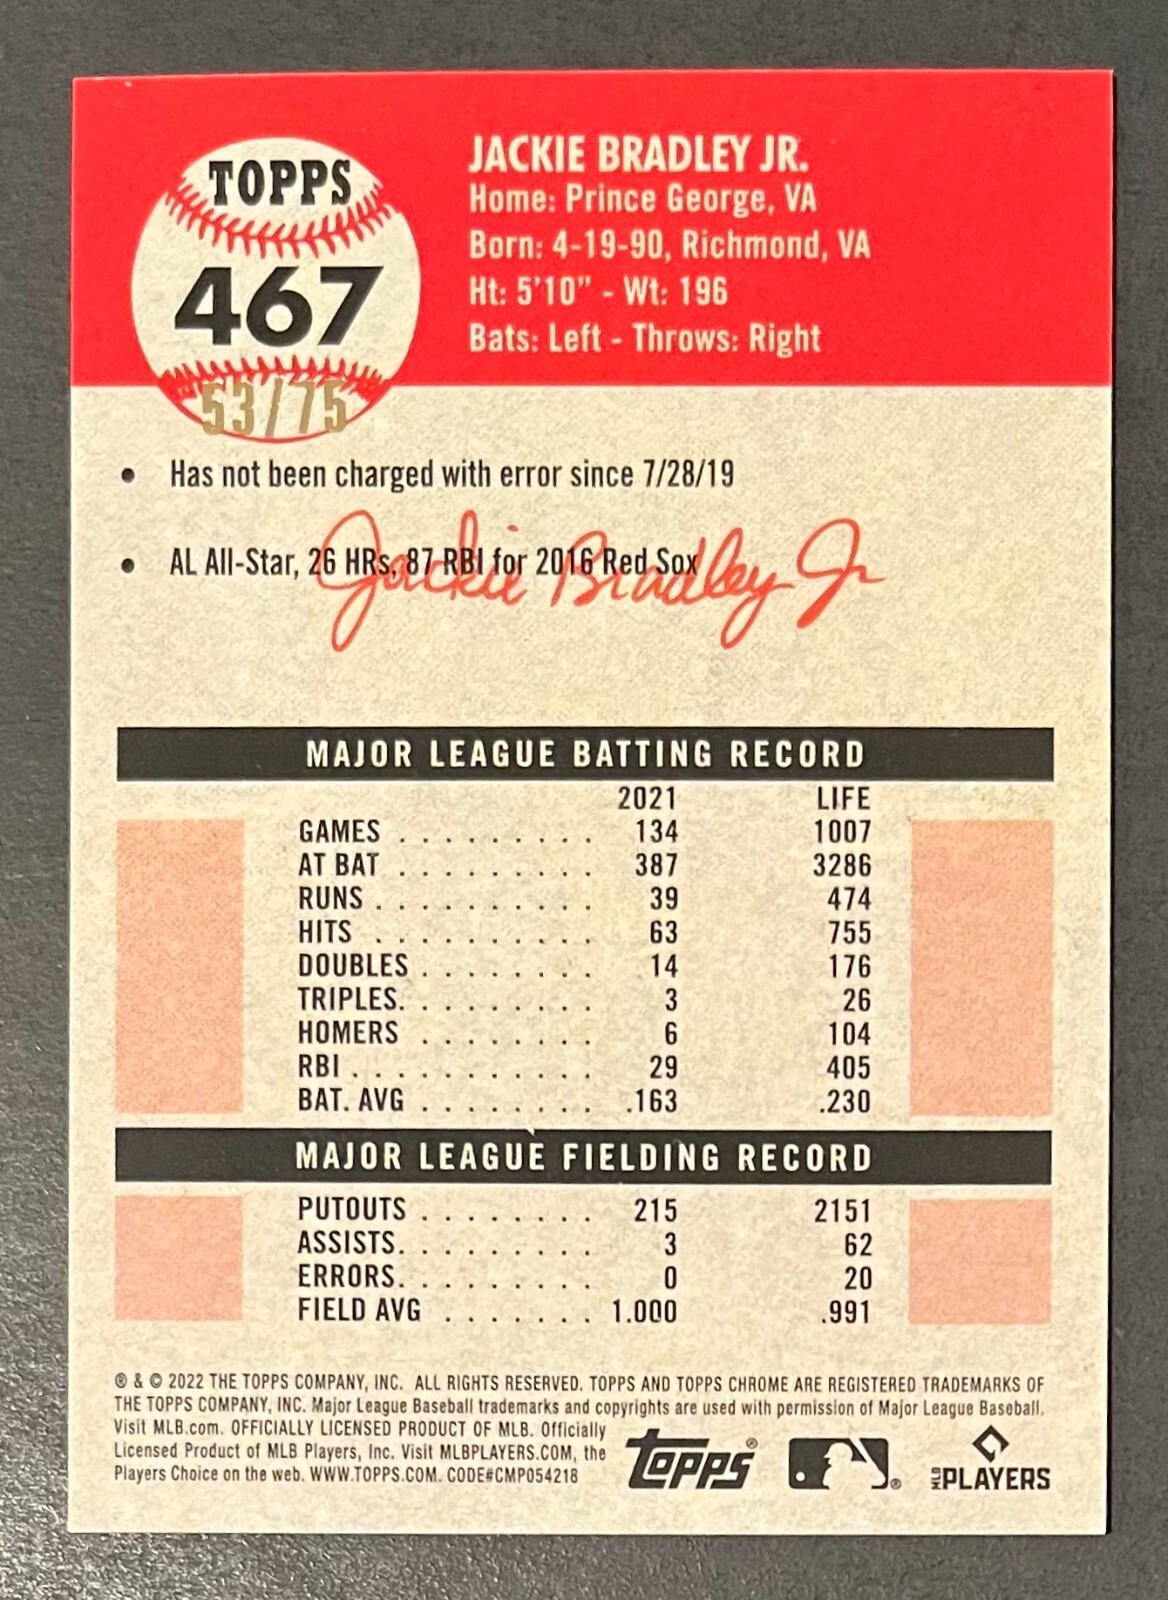 TOPPS
467
53/75
JACKIE BRADLEY JR.
Home: Prince George, VA
Born: 4-19-90, Richmond, VA
Ht: 5'10" - Wt: 196
Bats: Left - Throws: Right
• Has not been charged with error since 7/28/19
• AL All-Star, 26 HRs, 87 RBI for 2016 Red Sox
Jackie Bradley Jr
MAJOR LEAGUE BATTING RECORD
2021 LIFE
GAMES . . . . . . . . . 134 1007
AT BAT . . . . . . . . . 387 3286
RUNS . . . . . . . . . . 39 474
HITS . . . . . . . . . . 63 755
DOUBLES . . . . . . . . 14 176
TRIPLES. . . . . . . . . 3 26
HOMERS . . . . . . . . 6 104
RBI . . . . . . . . . . . 29 405
BAT. AVG . . . . . . . . .163 .230
MAJOR LEAGUE FIELDING RECORD
PUTOUTS . . . . . . . . 215 2151
ASSISTS. . . . . . . . . 3 62
ERRORS. . . . . . . . . 0 20
FIELD AVG . . . . . . . 1.000 .991
® & © 2022 THE TOPPS COMPANY, INC. ALL RIGHTS RESERVED. TOPPS AND TOPPS CHROME ARE REGISTERED TRADEMARKS OF
THE TOPPS COMPANY, INC. Major League Baseball trademarks and copyrights are used with permission of Major League Baseball.
Visit MLB.com. OFFICIALLY LICENSED PRODUCT OF MLB. Officially
Licensed Product of MLB Players, Inc. Visit MLBPLAYERS.COM, the
Players Choice on the web. WWW.TOPPS.COM. CODE#CMP054218
Topps® ® MLB PLAYERS